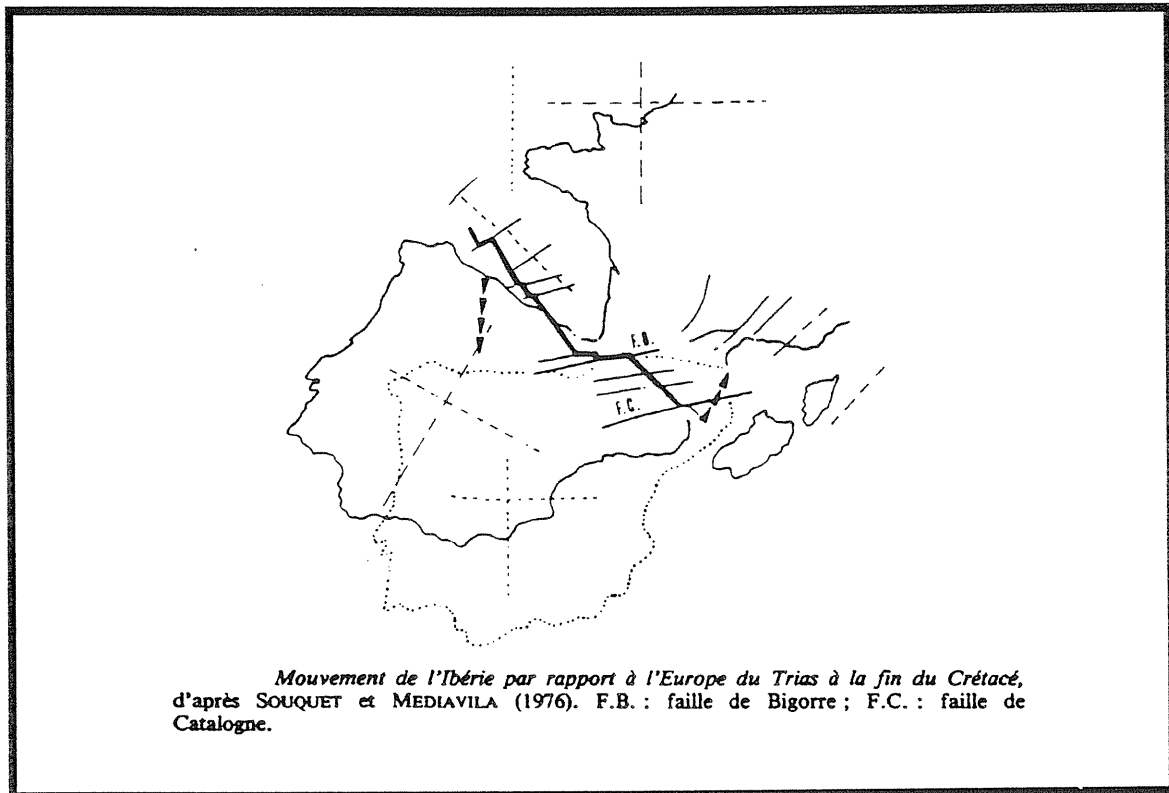 F.B.
F.C.
Mouvement de l'Ibérie par rapport à l'Europe du Trias à la fin du Crétacé,
d'après SOUQUET et MEDIAVILA (1976). F.B. : faille de Bigorre ; F.C. : faille de
Catalogne.